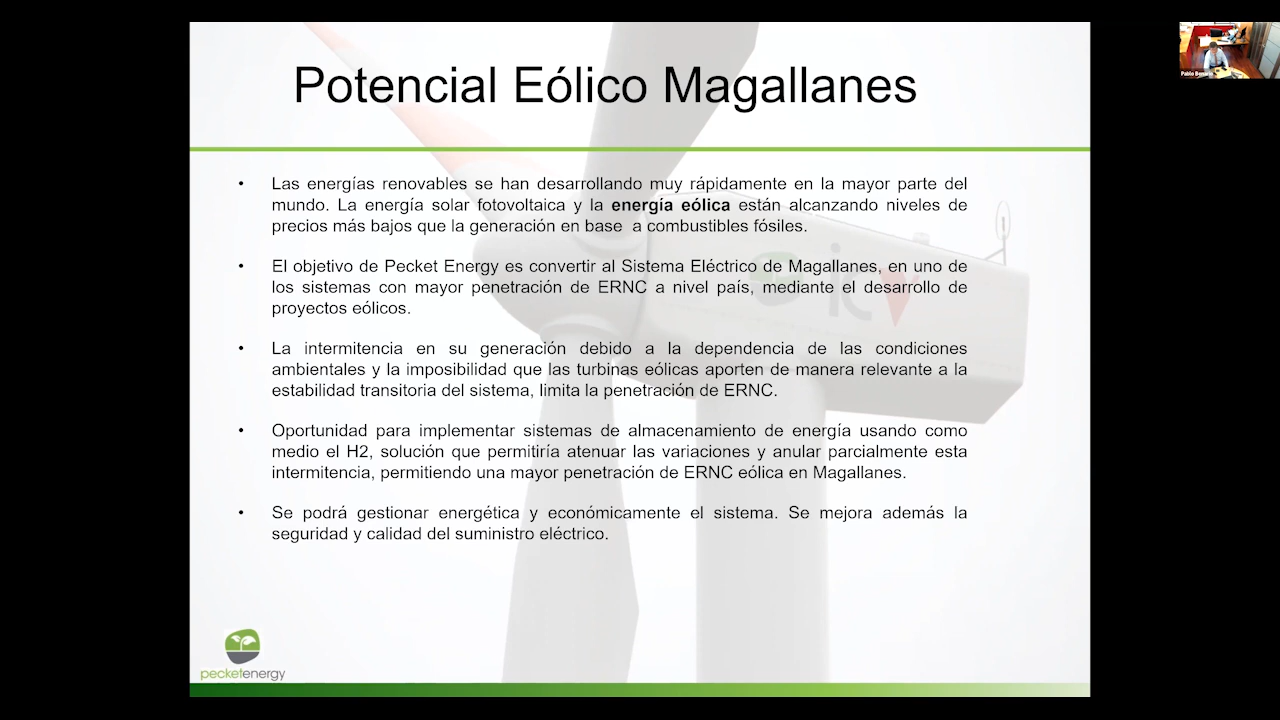 Potencial Eólico Magallanes
• Las energías renovables se han desarrollando muy rápidamente en la mayor parte del
mundo. La energía solar fotovoltaica y la energía eólica están alcanzando niveles de
precios más bajos que la generación en base  a combustibles fósiles.
• El objetivo de Pecket Energy es convertir al Sistema Eléctrico de Magallanes, en uno de
los sistemas con mayor penetración de ERNC a nivel país, mediante el desarrollo de
proyectos eólicos.
• La intermitencia en su generación debido a la dependencia de las condiciones
ambientales y la imposibilidad que las turbinas eólicas aporten de manera relevante a la
estabilidad transitoria del sistema, limita la penetración de ERNC.
• Oportunidad para implementar sistemas de almacenamiento de energía usando como
medio el H2, solución que permitiría atenuar las variaciones y anular parcialmente esta
intermitencia, permitiendo una mayor penetración de ERNC eólica en Magallanes.
• Se podrá gestionar energética y económicamente el sistema. Se mejora además la
seguridad y calidad del suministro eléctrico.
pecketenergy
Pablo